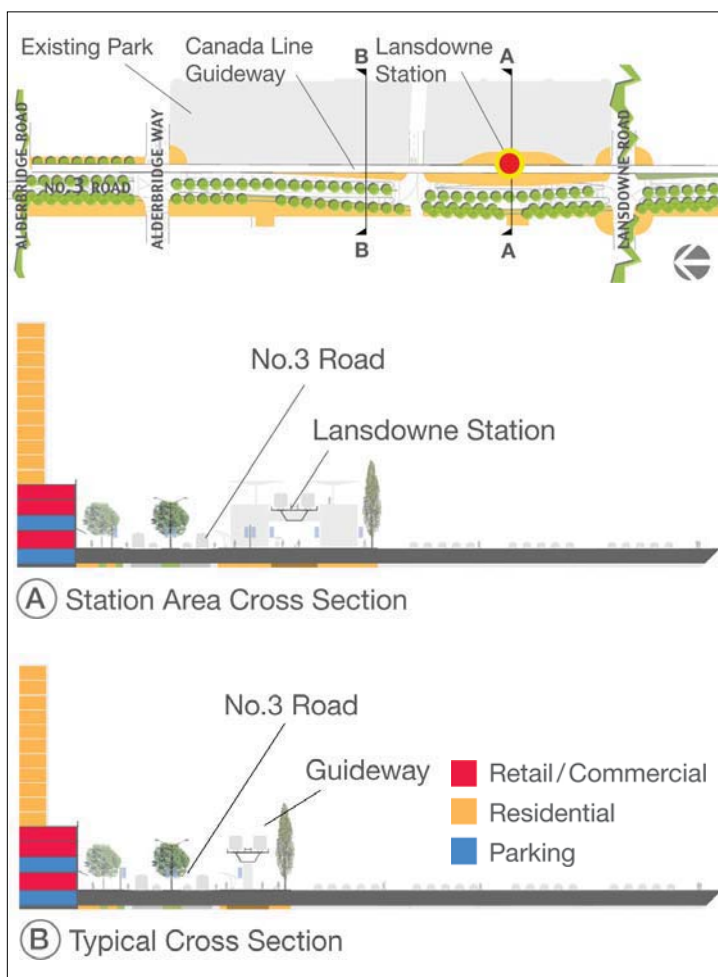 Existing Park
Canada Line
Guideway
Lansdowne
Station
B
A
ALDERBRIDGE ROAD
ALDERBRIDGE WAY
LANSDOWNE ROAD
No.3 ROAD
B
A
No.3 Road
Lansdowne Station
A Station Area Cross Section
No.3 Road
Guideway
Retail/Commercial
Residential
Parking
B Typical Cross Section